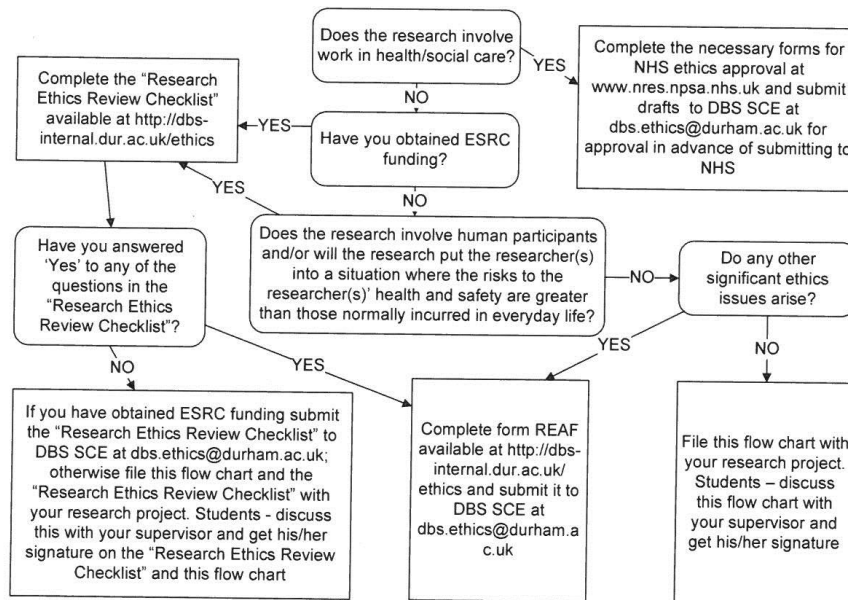 Does the research involve
work in health/social care?
YES
Complete the necessary forms for
NHS ethics approval at
www.nres.npsa.nhs.uk and submit
drafts to DBS SCE at
dbs.ethics@durham.ac.uk for
approval in advance of submitting to
NHS
NO
Complete the “Research
Ethics Review Checklist”
available at http://dbs-
internal.dur.ac.uk/ethics
YES
Have you obtained ESRC
funding?
NO
YES
Does the research involve human participants
and/or will the research put the researcher(s)
into a situation where the risks to the
researcher(s)’ health and safety are greater
than those normally incurred in everyday life?
NO
Do any other
significant ethics
issues arise?
Have you answered
‘Yes’ to any of the
questions in the
“Research Ethics
Review Checklist”?
NO
YES
YES
NO
If you have obtained ESRC funding submit
the “Research Ethics Review Checklist” to
DBS SCE at dbs.ethics@durham.ac.uk;
otherwise file this flow chart and the
“Research Ethics Review Checklist” with
your research project. Students - discuss
this with your supervisor and get his/her
signature on the “Research Ethics Review
Checklist” and this flow chart
Complete form REAF
available at http://dbs-
internal.dur.ac.uk/
ethics and submit it to
DBS SCE at
dbs.ethics@durham.a
c.uk
File this flow chart with
your research project.
Students – discuss
this flow chart with
your supervisor and
get his/her signature